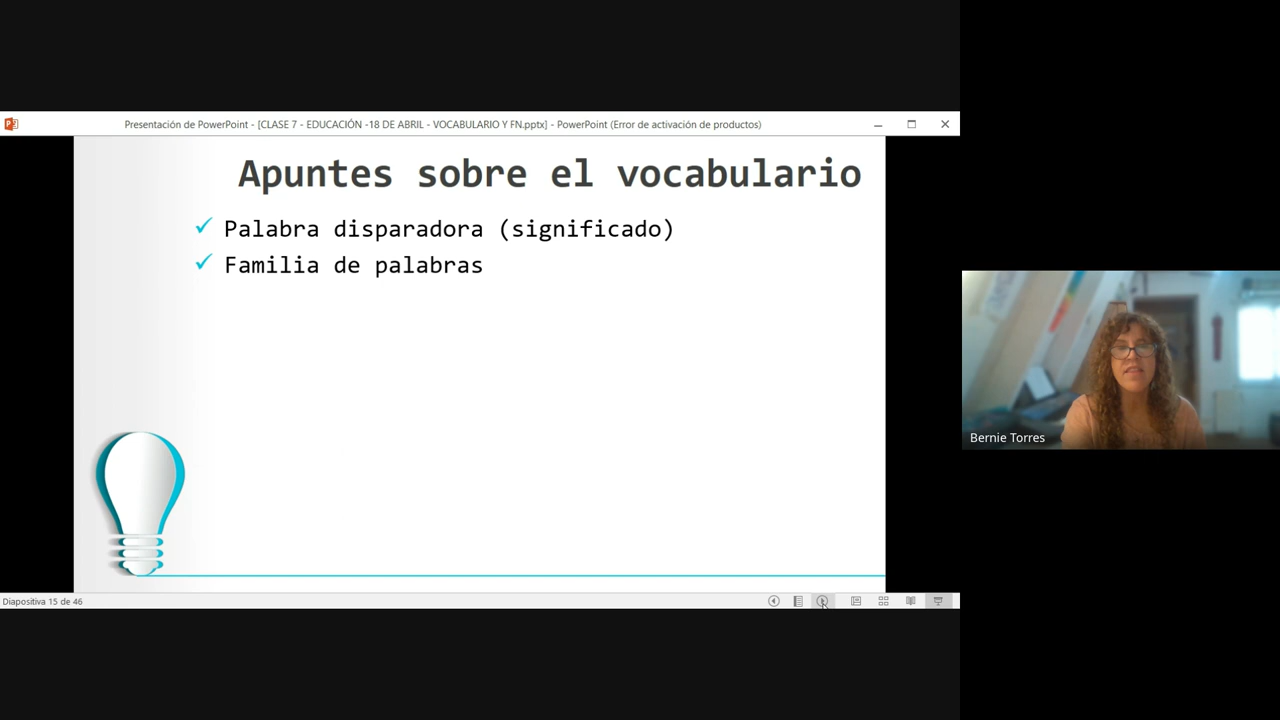 Presentación de PowerPoint - [CLASE 7 - EDUCACIÓN -18 DE ABRIL - VOCABULARIO Y FN.pptx] - PowerPoint (Error de activación de productos)
Apuntes sobre el vocabulario
Palabra disparadora (significado)
Familia de palabras
Bernie Torres
Diapositiva 15 de 46